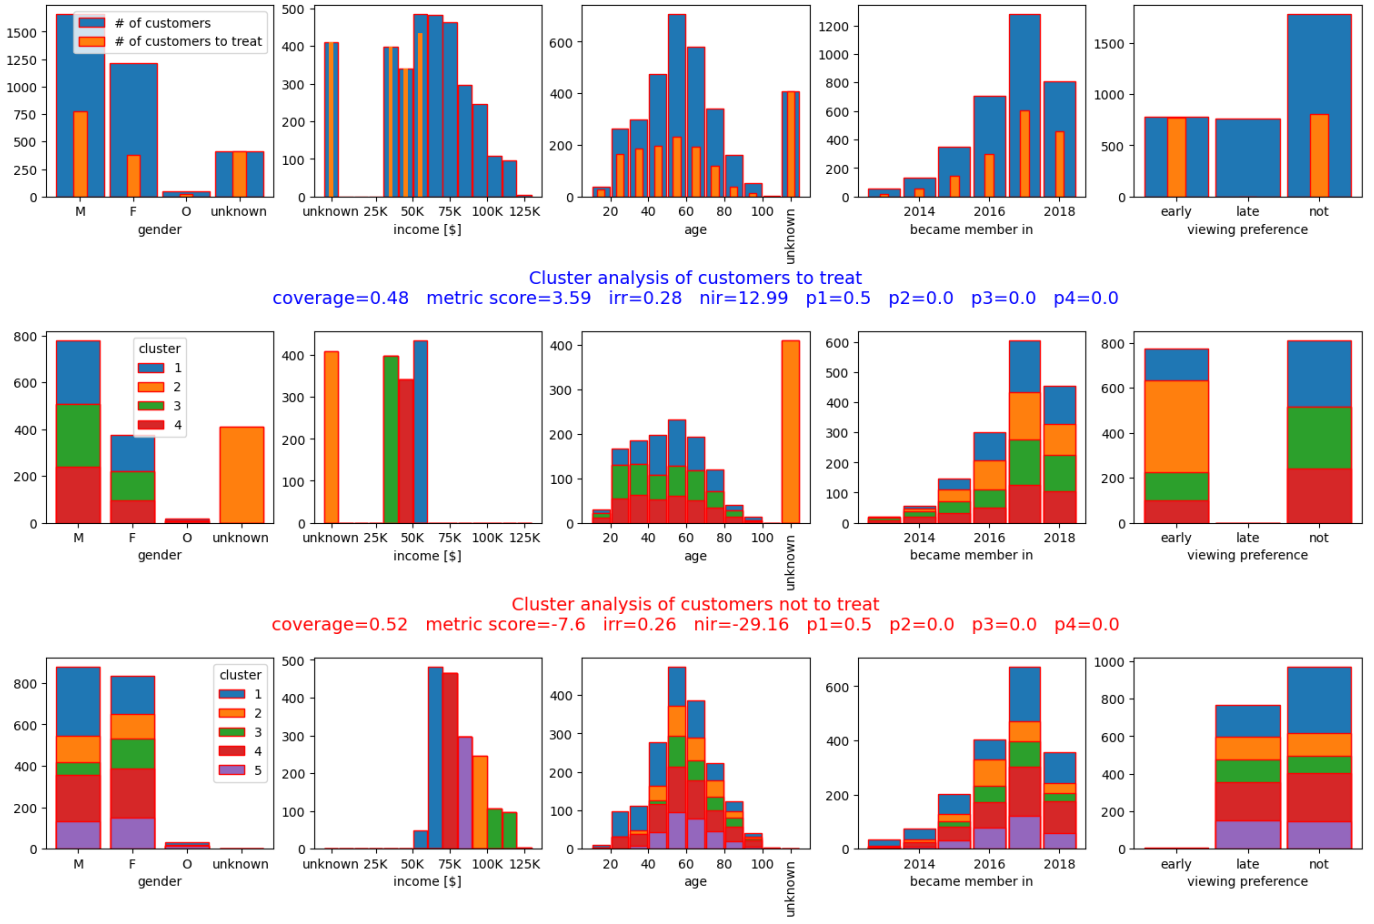 # of customers
# of customers to treat
1750
1500
1250
1000
750
500
250
0
M F O unknown
gender
500
400
300
200
100
0
unknown 25K 50K 75K 100K 125K
income [$]
600
400
200
0
20 40 60 80 100 unknown
age
1200
1000
800
600
400
200
0
2014 2016 2018
became member in
1500
1000
500
0
early late not
viewing preference
Cluster analysis of customers to treat
coverage=0.48 metric score=3.59 irr=0.28 nir=12.99 p1=0.5 p2=0.0 p3=0.0 p4=0.0
800
600
400
200
0
cluster
1
2
3
4
M F O unknown
gender
400
300
200
100
0
unknown 25K 50K 75K 100K 125K
income [$]
400
300
200
100
0
20 40 60 80 100 unknown
age
600
500
400
300
200
100
0
2014 2016 2018
became member in
800
600
400
200
0
early late not
viewing preference
Cluster analysis of customers not to treat
coverage=0.52 metric score=-7.6 irr=0.26 nir=-29.16 p1=0.5 p2=0.0 p3=0.0 p4=0.0
800
600
400
200
0
cluster
1
2
3
4
5
M F O unknown
gender
500
400
300
200
100
0
unknown 25K 50K 75K 100K 125K
income [$]
400
300
200
100
0
20 40 60 80 100 unknown
age
600
400
200
0
2014 2016 2018
became member in
1000
800
600
400
200
0
early late not
viewing preference